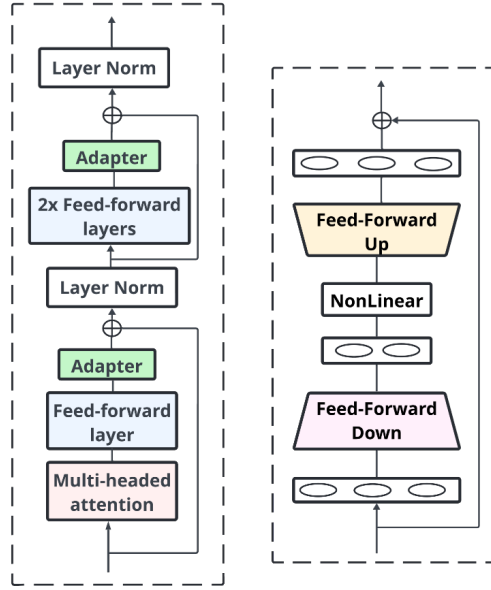 Layer Norm
Adapter
2x Feed-forward
layers
Layer Norm
Adapter
Feed-forward
layer
Multi-headed
attention
Feed-Forward
Up
NonLinear
Feed-Forward
Down